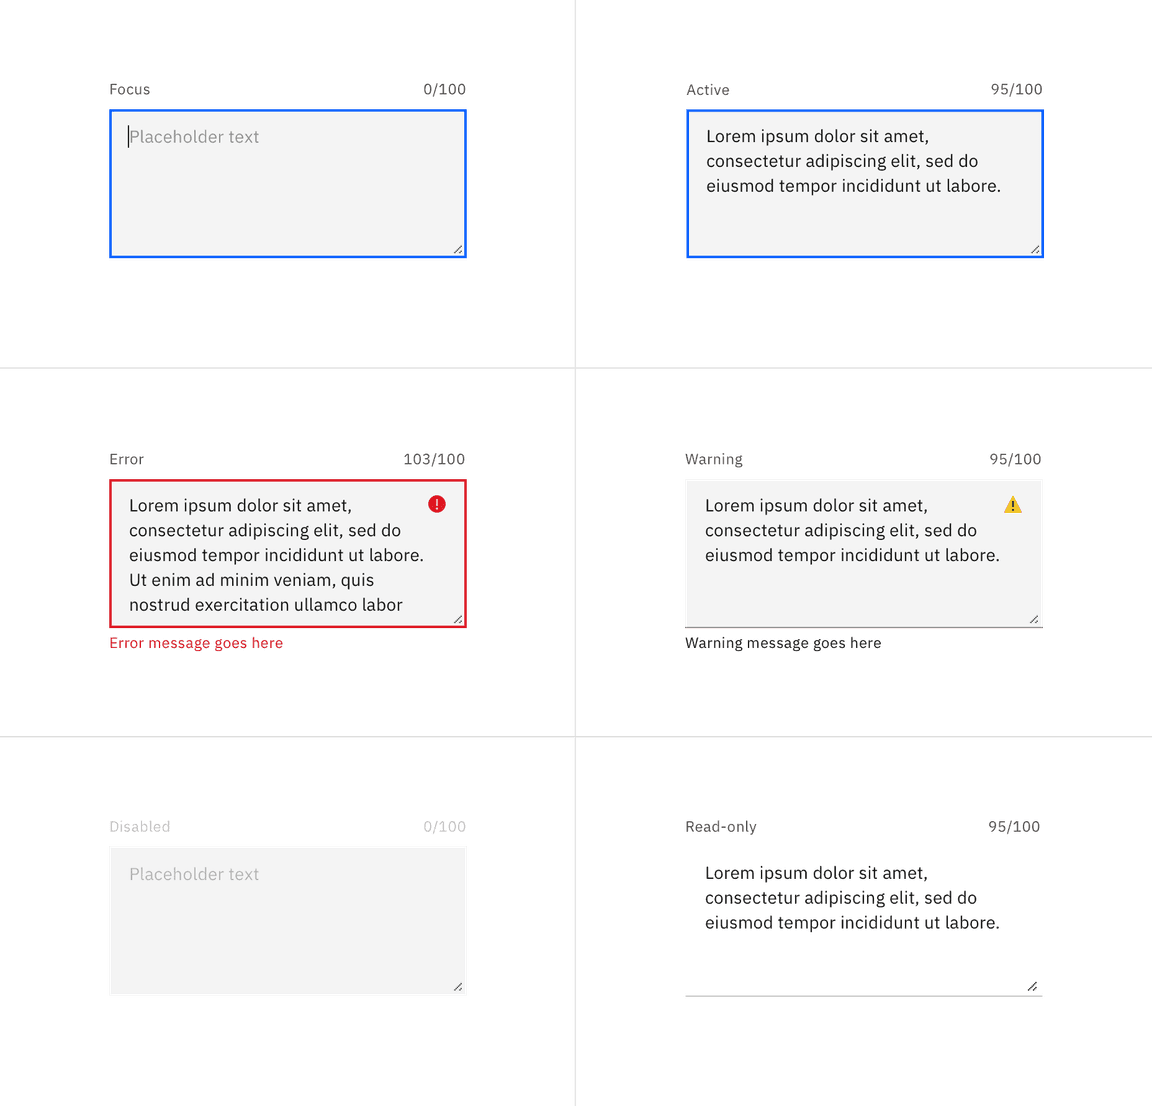 Focus 0/100
Placeholder text
Active 95/100
Lorem ipsum dolor sit amet,
consectetur adipiscing elit, sed do
eiusmod tempor incididunt ut labore.
Error 103/100
Lorem ipsum dolor sit amet,
consectetur adipiscing elit, sed do
eiusmod tempor incididunt ut labore.
Ut enim ad minim veniam, quis
nostrud exercitation ullamco labor
Error message goes here
Warning 95/100
Lorem ipsum dolor sit amet,
consectetur adipiscing elit, sed do
eiusmod tempor incididunt ut labore.
Warning message goes here
Disabled 0/100
Placeholder text
Read-only 95/100
Lorem ipsum dolor sit amet,
consectetur adipiscing elit, sed do
eiusmod tempor incididunt ut labore.